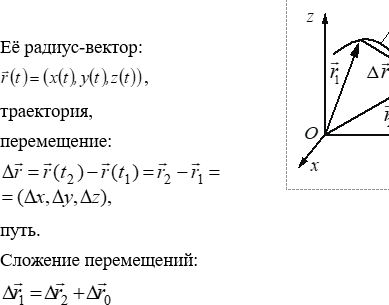 Её радиус-вектор:
r⃗(t)=(x(t),y(t),z(t)),
траектория,
перемещение:
Δr⃗ = r⃗(t₂)−r⃗(t₁)=r⃗₂−r⃗₁=
=(Δx,Δy,Δz),
путь.
Сложение перемещений:
Δr⃗₁=Δr⃗₂+Δr⃗₀
z
r⃗₁
Δr⃗
O
x